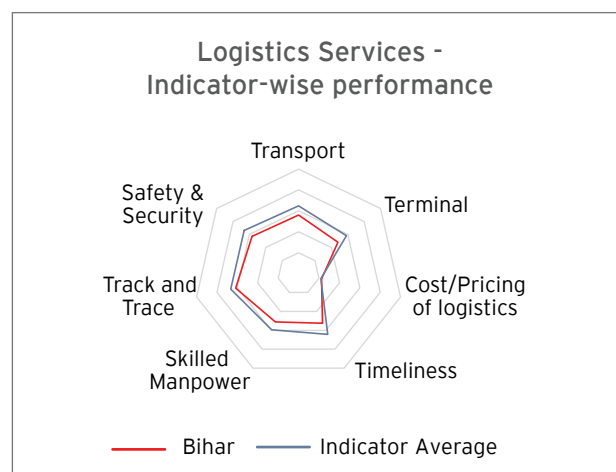 Logistics Services -
Indicator-wise performance
Transport
Safety &
Security
Terminal
Track and
Trace
Cost/Pricing
of logistics
Skilled
Manpower
Timeliness
Bihar
Indicator Average